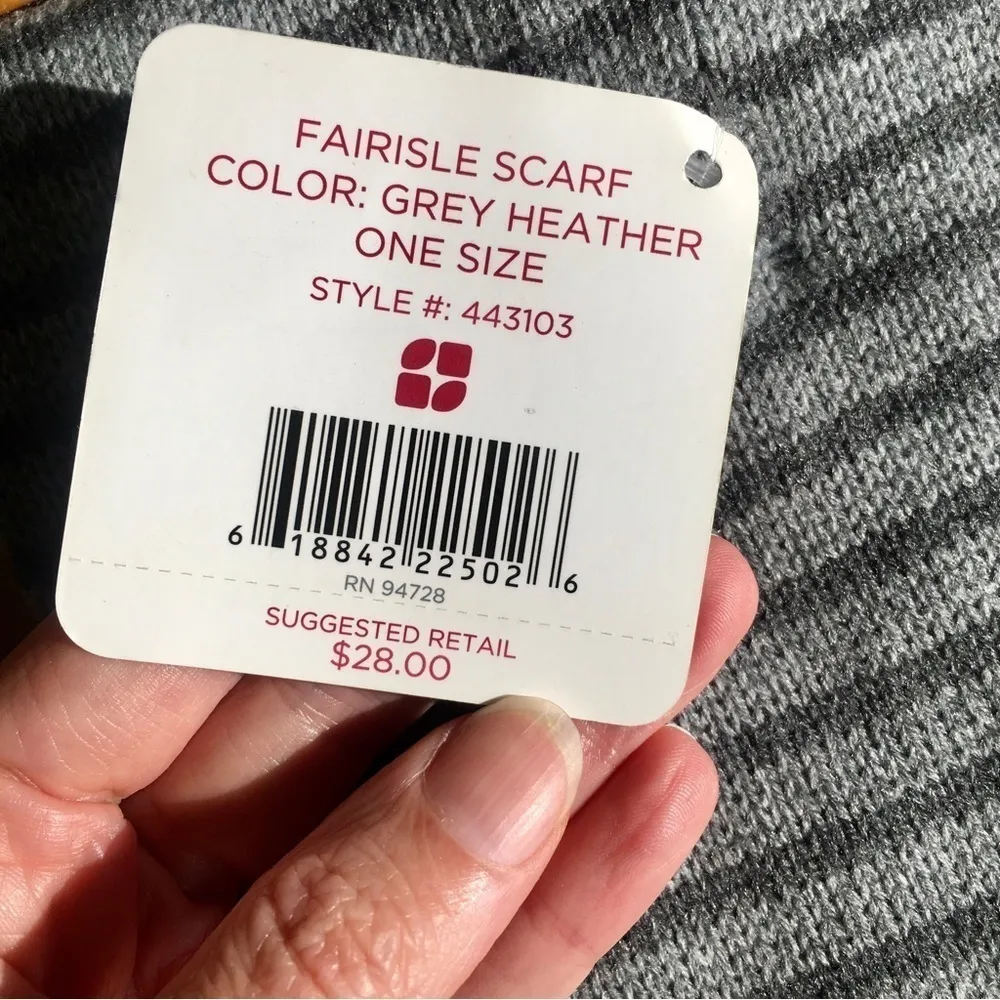 FAIRISLE SCARF
COLOR: GREY HEATHER
ONE SIZE
STYLE #: 443103
6 18842 22502 6
RN 94728
SUGGESTED RETAIL
$28.00